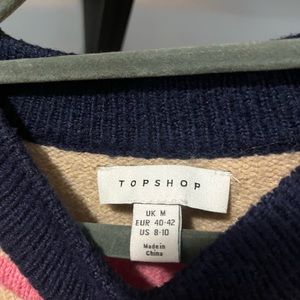 TOPSHOP
UK M
EUR 40-42
US 8-10
Made in
China